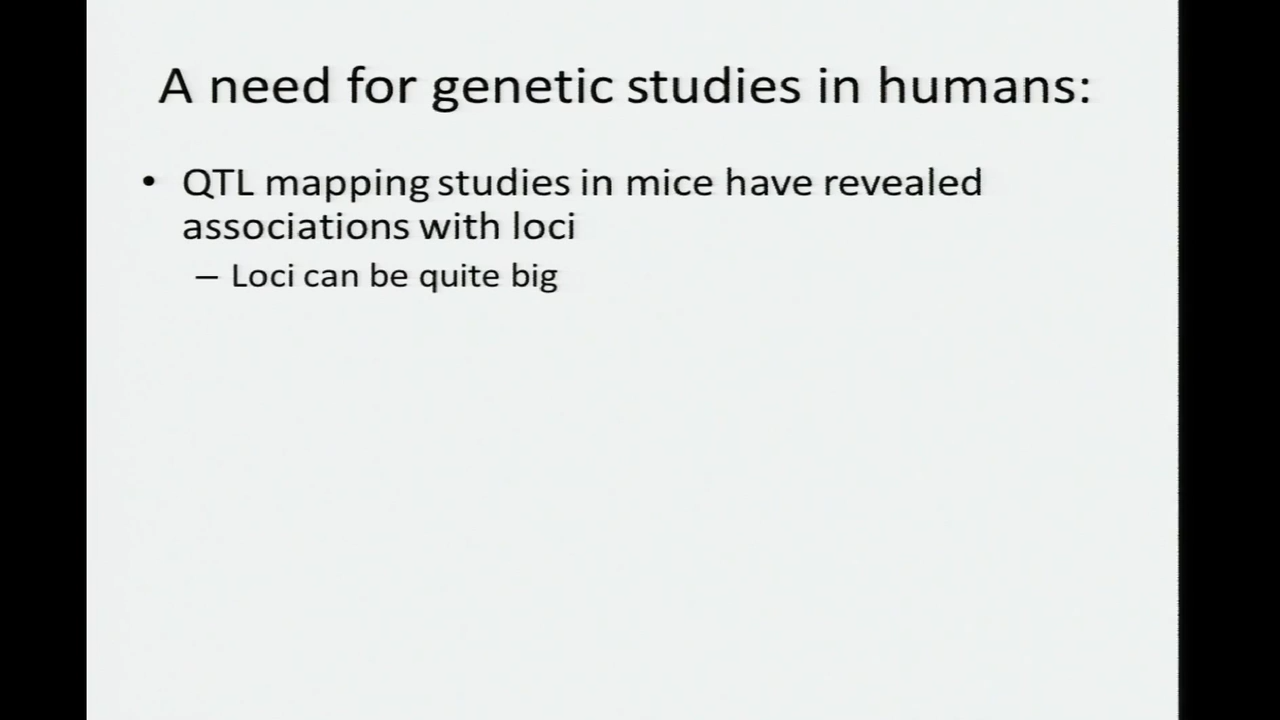 A need for genetic studies in humans:
• QTL mapping studies in mice have revealed
associations with loci
– Loci can be quite big